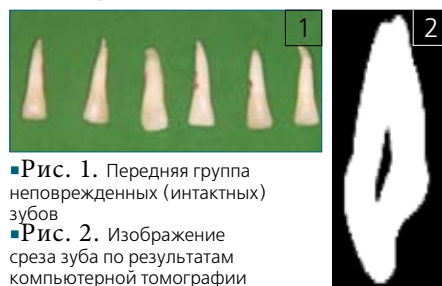 1
2
▪Рис. 1. Передняя группа
неповрежденных (интактных)
зубов
▪Рис. 2. Изображение
среза зуба по результатам
компьютерной томографии